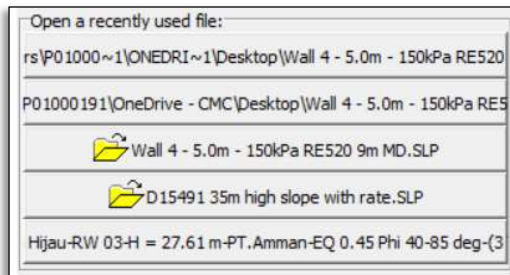 Open a recently used file:
rs\P01000~1\ONEDRI~1\Desktop\Wall 4 - 5.0m - 150kPa RE520
P01000191\OneDrive - CMC\Desktop\Wall 4 - 5.0m - 150kPa RE5
Wall 4 - 5.0m - 150kPa RE520 9m MD.SLP
D15491 35m high slope with rate.SLP
Hijau-RW 03-H = 27.61 m-PT.Amman-EQ 0.45 Phi 40-85 deg-(3